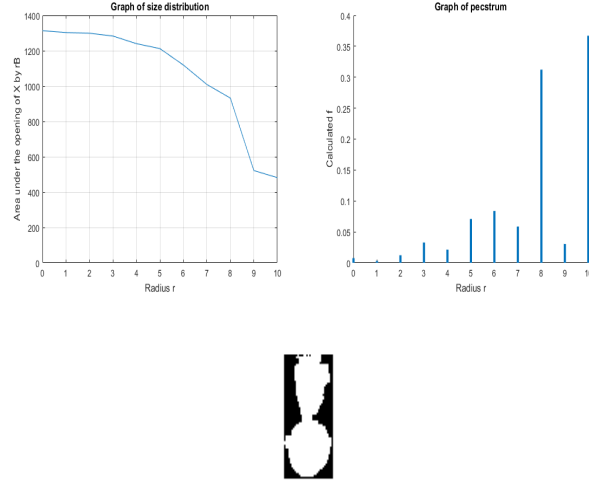 Graph of size distribution
1400
1200
1000
800
600
400
200
0
0 1 2 3 4 5 6 7 8 9 10
Area under the opening of X by rB
Radius r
Graph of pecstrum
0.4
0.35
0.3
0.25
0.2
0.15
0.1
0.05
0
0 1 2 3 4 5 6 7 8 9 10
Calculated f
Radius r